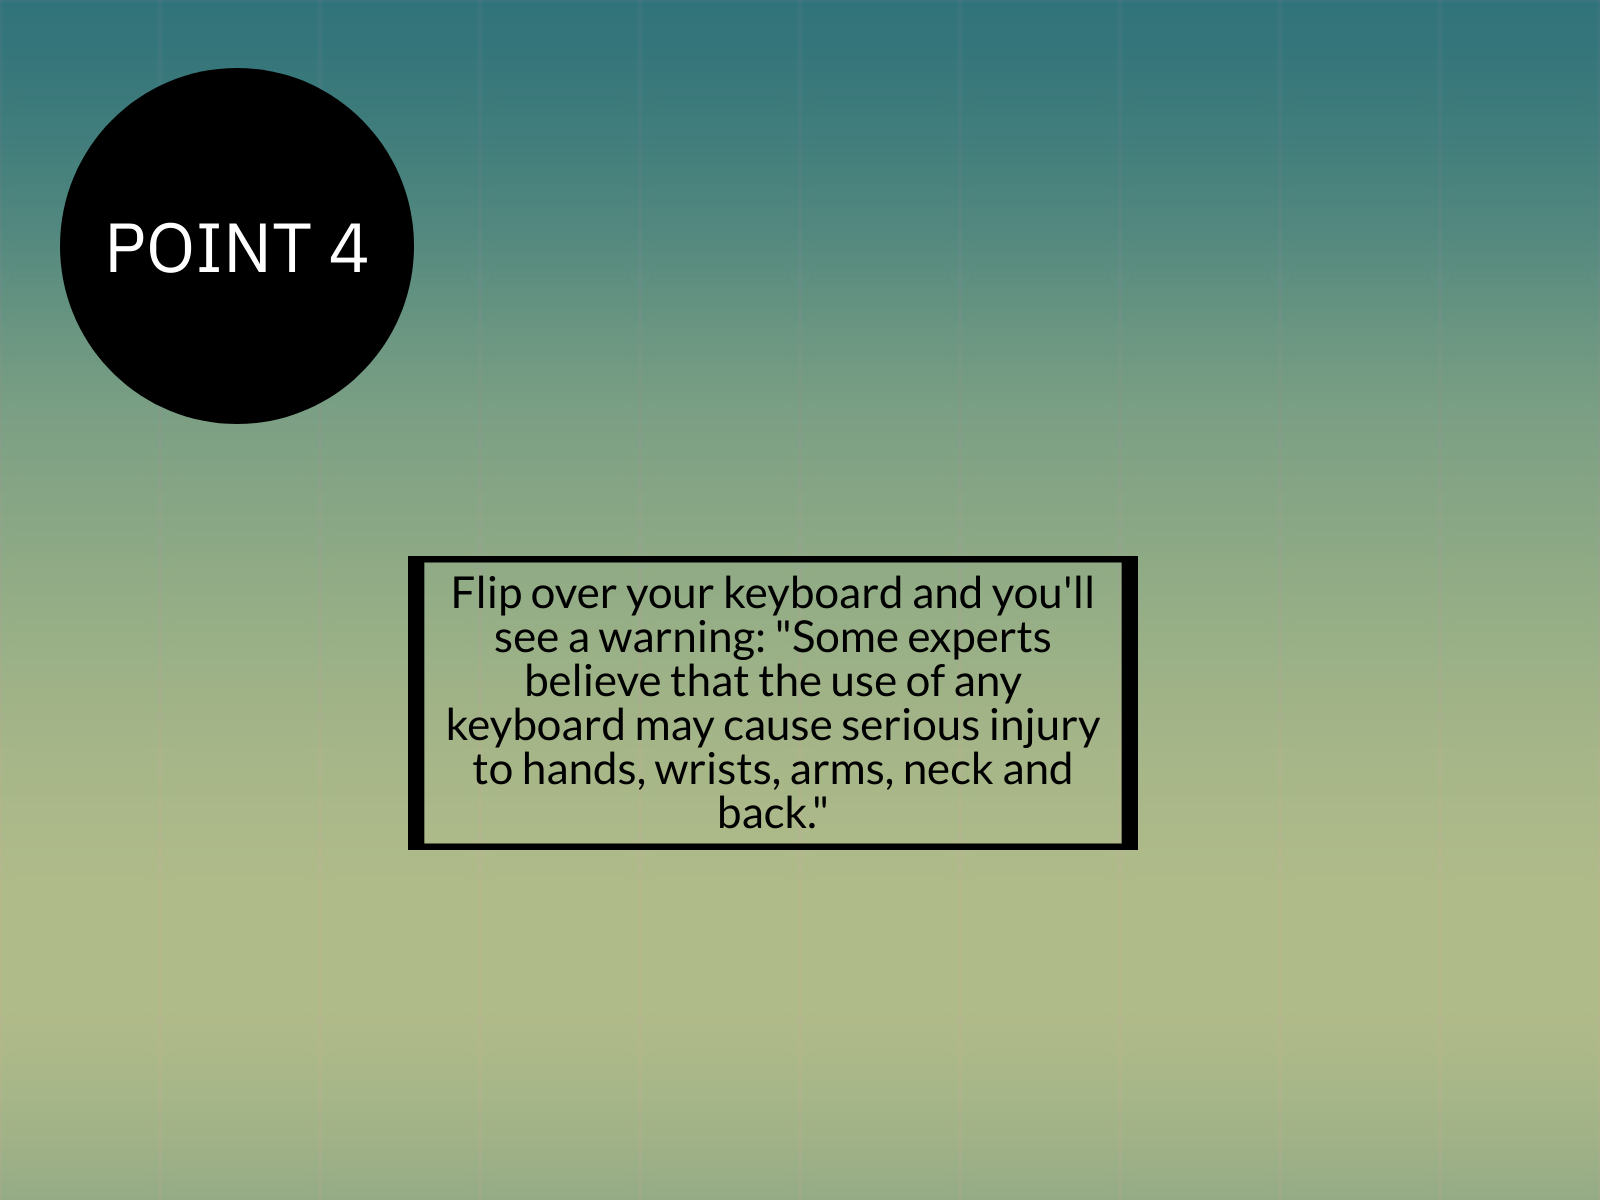 POINT 4
Flip over your keyboard and you'll
see a warning: "Some experts
believe that the use of any
keyboard may cause serious injury
to hands, wrists, arms, neck and
back."